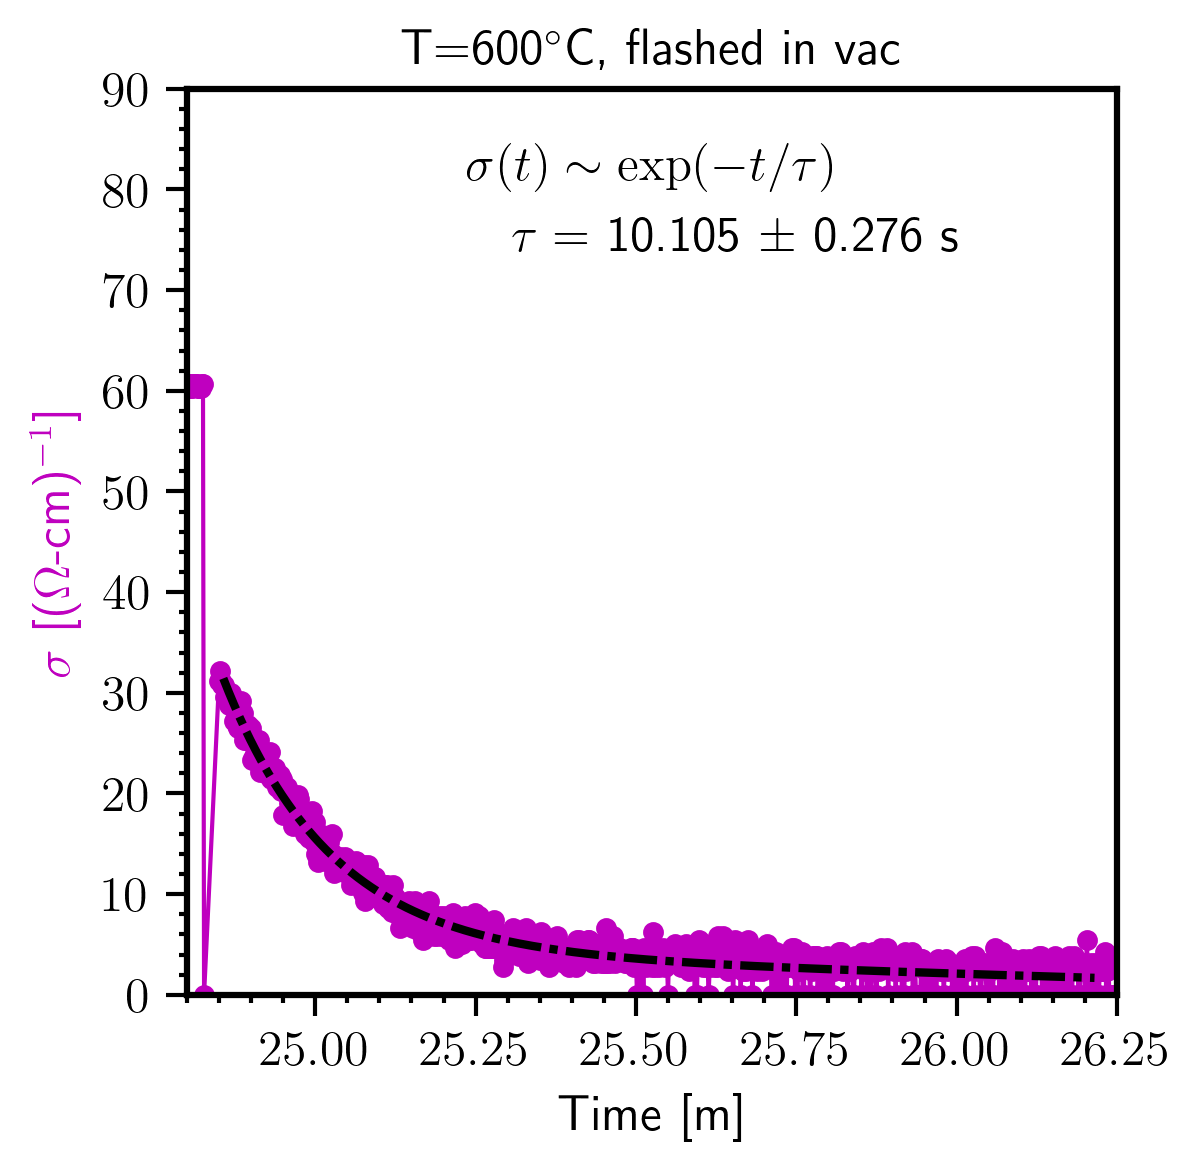 T=600°C, flashed in vac
σ(t) ∼ exp(−t/τ)
τ = 10.105 ± 0.276 s
90
80
70
60
50
40
30
20
10
0
σ [(Ω-cm)⁻¹]
25.00 25.25 25.50 25.75 26.00 26.25
Time [m]